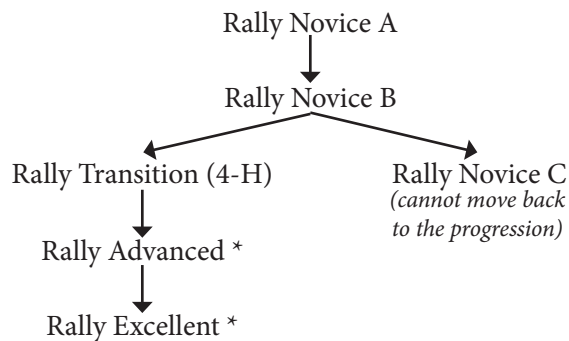 Rally Novice A
Rally Novice B
Rally Transition (4-H)
Rally Novice C
(cannot move back
to the progression)
Rally Advanced *
Rally Excellent *